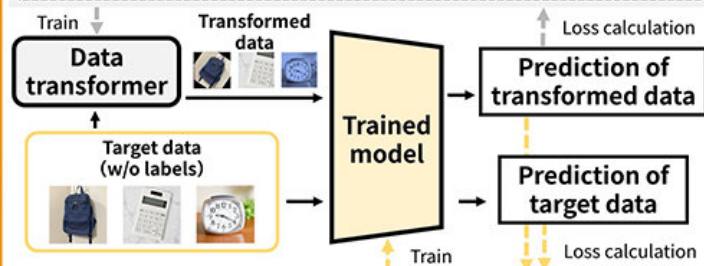 Train
Transformed
data
Loss calculation
Data
transformer
Prediction of
transformed data
Trained
model
Target data
(w/o labels)
Prediction of
target data
Train
Loss calculation